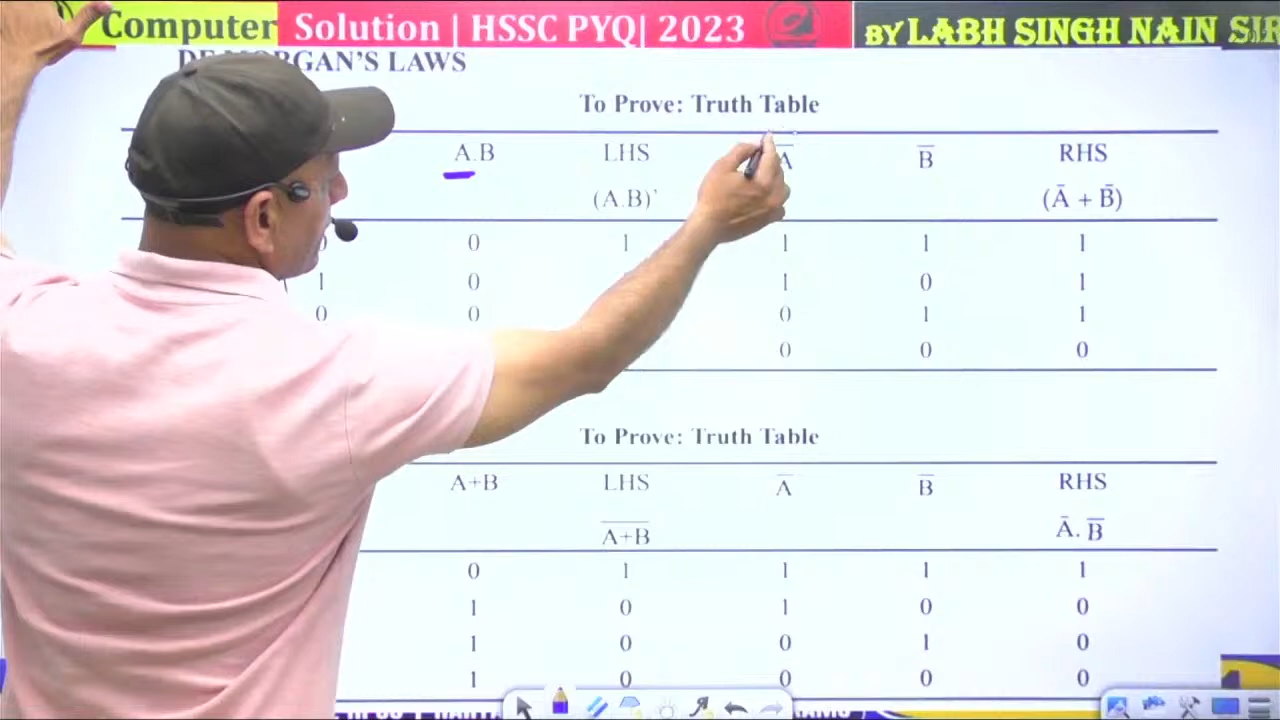 Computer Solution | HSSC PYQ| 2023
BY LABH SINGH NAIN SIR
DE MORGAN'S LAWS
To Prove: Truth Table
A.B LHS A̅ B̅ RHS
(A.B)' (A̅ + B̅)
0 0 1 1 1 1
1 0 1 0 1
0 0 0 1 1
0 0 0
To Prove: Truth Table
A+B LHS A̅ B̅ RHS
A̅+̅B̅ A̅. B̅
0 1 1 1 1
1 0 1 0 0
1 0 0 1 0
1 0 0 0 0